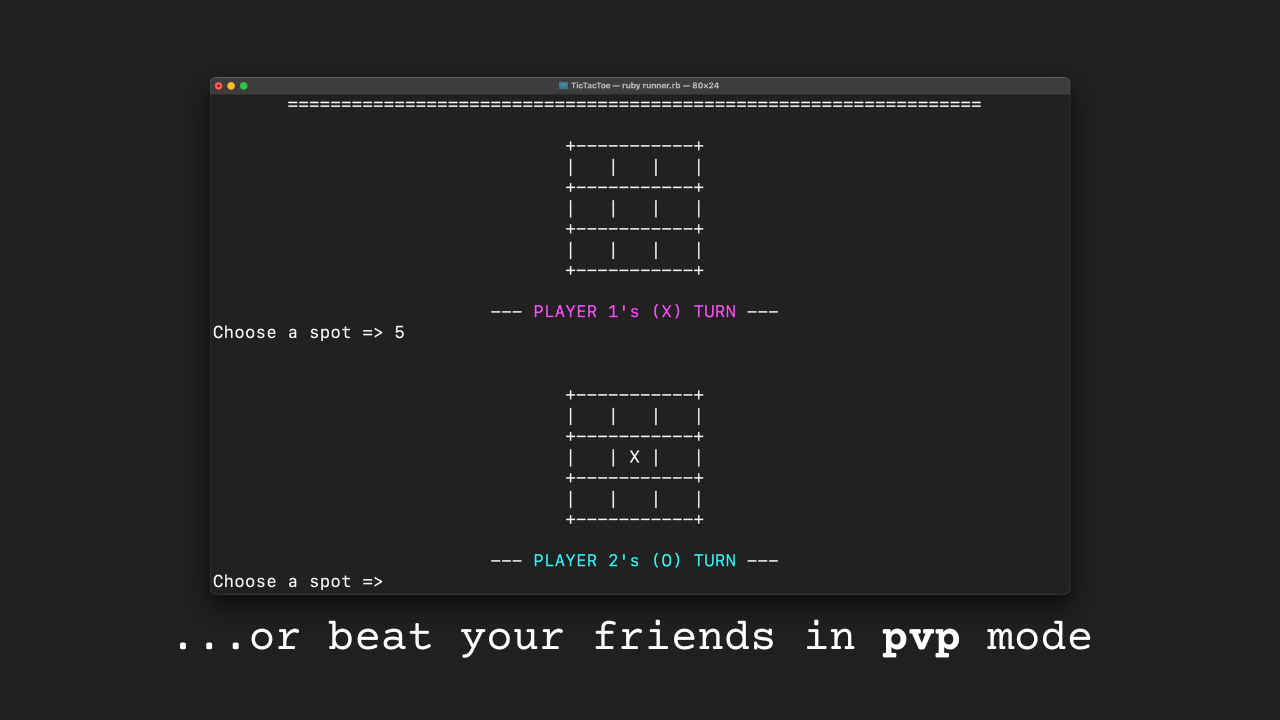 TicTacToe — ruby runner.rb — 80×24
=================================================================
+-----------+
|   |   |   |
+-----------+
|   |   |   |
+-----------+
|   |   |   |
+-----------+
--- PLAYER 1's (X) TURN ---
Choose a spot => 5
+-----------+
|   |   |   |
+-----------+
|   | X |   |
+-----------+
|   |   |   |
+-----------+
--- PLAYER 2's (O) TURN ---
Choose a spot =>
...or beat your friends in pvp mode